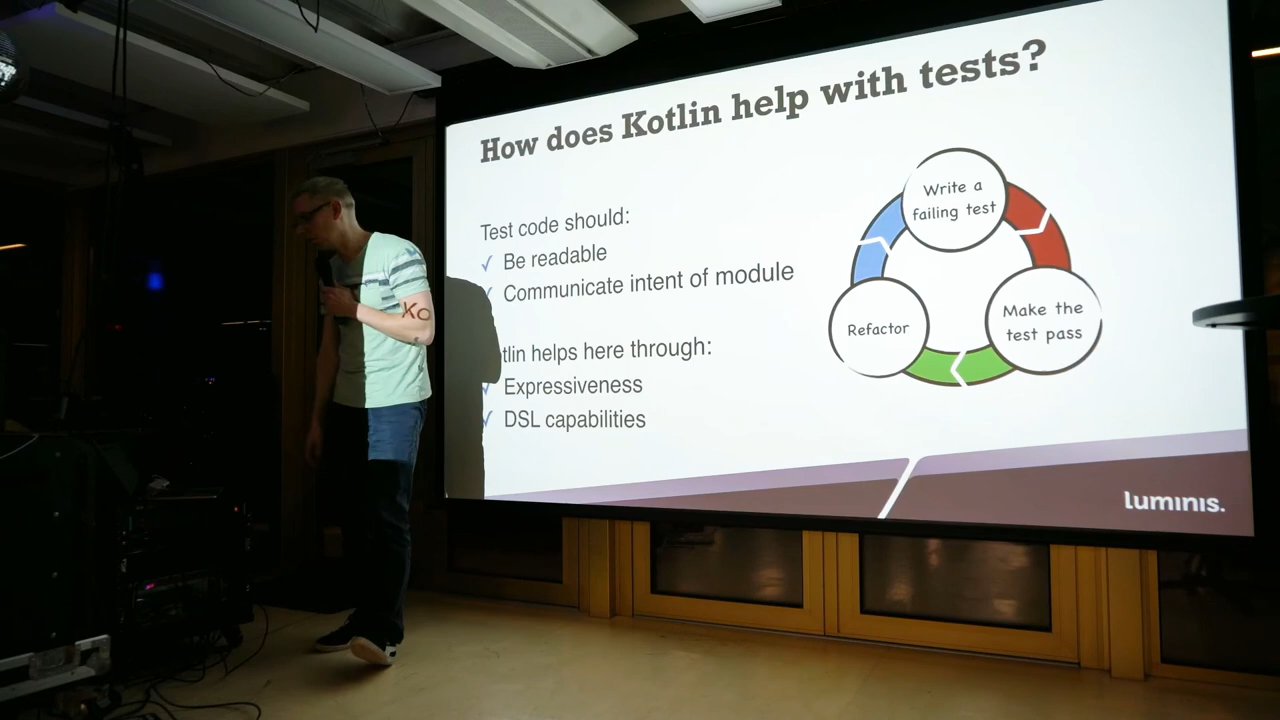 How does Kotlin help with tests?
Test code should:
✓ Be readable
✓ Communicate intent of module
Kotlin helps here through:
✓ Expressiveness
✓ DSL capabilities
Write a
failing test
Make the
test pass
Refactor
luminis.